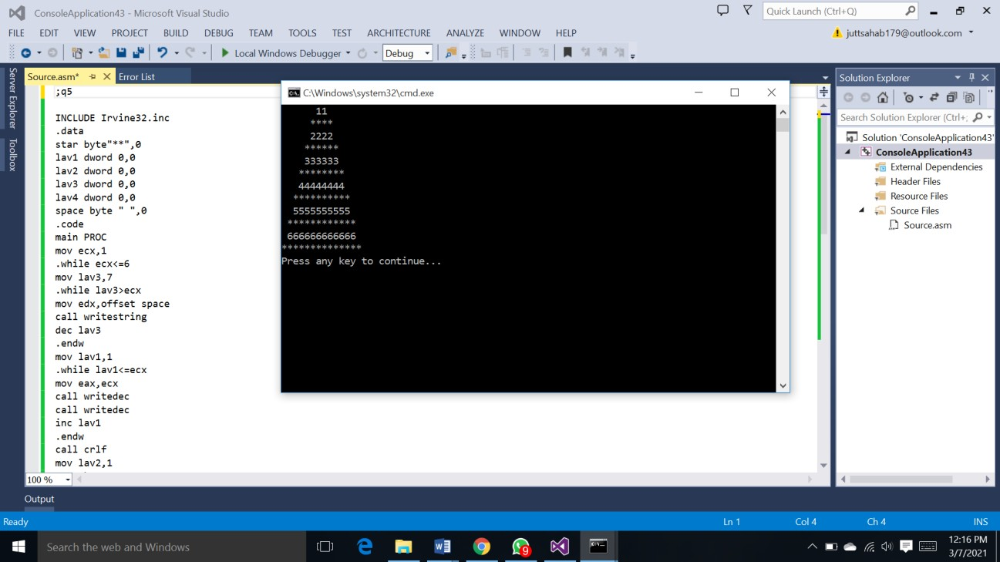 ConsoleApplication43 - Microsoft Visual Studio
Quick Launch (Ctrl+Q)
FILE EDIT VIEW PROJECT BUILD DEBUG TEAM TOOLS TEST ARCHITECTURE ANALYZE WINDOW HELP
juttsahab179@outlook.com
Local Windows Debugger Debug
Server Explorer
Toolbox
Source.asm* Error List
;q5
INCLUDE Irvine32.inc
.data
star byte"**",0
lav1 dword 0,0
lav2 dword 0,0
lav3 dword 0,0
lav4 dword 0,0
space byte " ",0
.code
main PROC
mov ecx,1
.while ecx<=6
mov lav3,7
.while lav3>ecx
mov edx,offset space
call writestring
dec lav3
.endw
mov lav1,1
.while lav1<=ecx
mov eax,ecx
call writedec
call writedec
inc lav1
.endw
call crlf
mov lav2,1
100 %
C:\Windows\system32\cmd.exe
11
****
2222
******
333333
********
44444444
**********
5555555555
************
666666666666
**************
Press any key to continue...
Solution Explorer
Search Solution Explorer (Ctrl+;
Solution 'ConsoleApplication43'
ConsoleApplication43
External Dependencies
Header Files
Resource Files
Source Files
Source.asm
Output
Ready Ln 1 Col 4 Ch 4 INS
Search the web and Windows
9
12:16 PM
3/7/2021